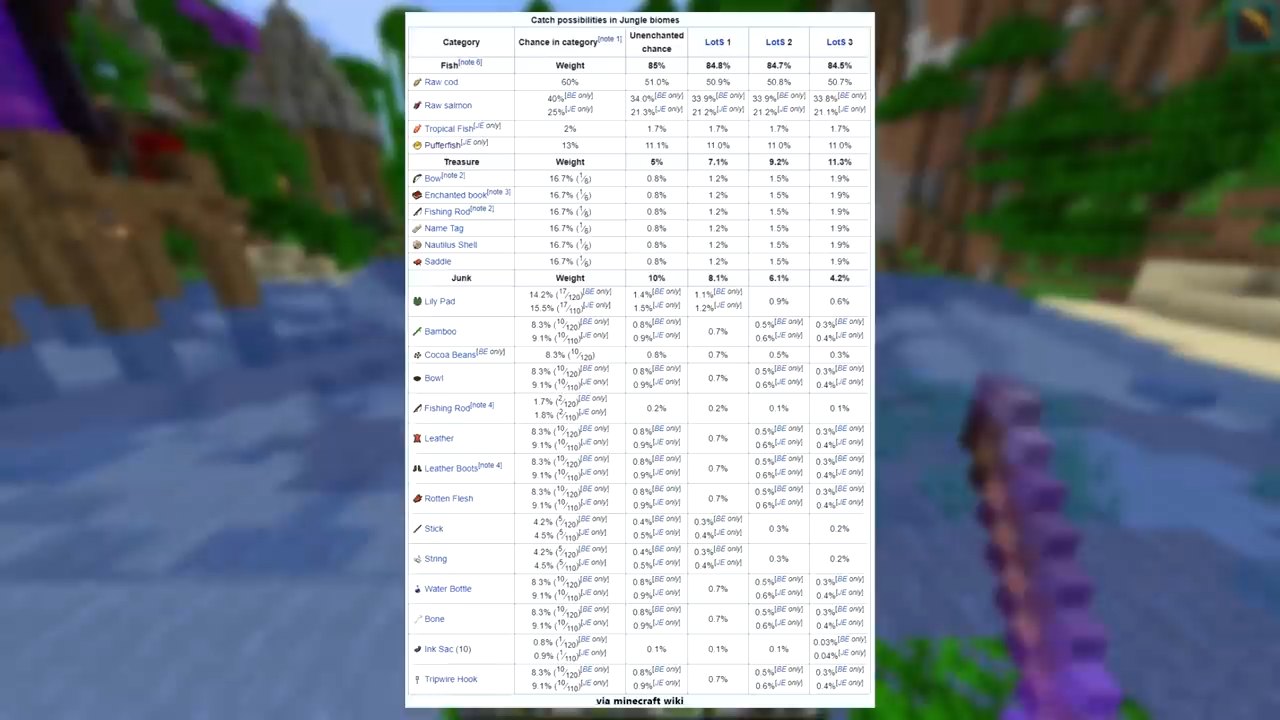 Catch possibilities in Jungle biomes
Category Chance in category[note 1] Unenchanted chance LotS 1 LotS 2 LotS 3
Fish[note 6] Weight 85% 84.8% 84.7% 84.5%
Raw cod 60% 51.0% 50.9% 50.8% 50.7%
Raw salmon 40%[BE only] 34.0%[BE only] 33.9%[BE only] 33.9%[BE only] 33.8%[BE only]
25%[JE only] 21.3%[JE only] 21.2%[JE only] 21.2%[JE only] 21.1%[JE only]
Tropical Fish[JE only] 2% 1.7% 1.7% 1.7% 1.7%
Pufferfish[JE only] 13% 11.1% 11.0% 11.0% 11.0%
Treasure Weight 5% 7.1% 9.2% 11.3%
Bow[note 2] 16.7% (1/6) 0.8% 1.2% 1.5% 1.9%
Enchanted book[note 3] 16.7% (1/6) 0.8% 1.2% 1.5% 1.9%
Fishing Rod[note 2] 16.7% (1/6) 0.8% 1.2% 1.5% 1.9%
Name Tag 16.7% (1/6) 0.8% 1.2% 1.5% 1.9%
Nautilus Shell 16.7% (1/6) 0.8% 1.2% 1.5% 1.9%
Saddle 16.7% (1/6) 0.8% 1.2% 1.5% 1.9%
Junk Weight 10% 8.1% 6.1% 4.2%
Lily Pad 14.2% (17/120)[BE only] 1.4%[BE only] 1.1%[BE only] 0.9% 0.6%
15.5% (17/110)[JE only] 1.5%[JE only] 1.2%[JE only]
Bamboo 8.3% (10/120)[BE only] 0.8%[BE only] 0.7% 0.5%[BE only] 0.3%[BE only]
9.1% (10/110)[JE only] 0.9%[JE only] 0.6%[JE only] 0.4%[JE only]
Cocoa Beans[BE only] 8.3% (10/120) 0.8% 0.7% 0.5% 0.3%
Bowl 8.3% (10/120)[BE only] 0.8%[BE only] 0.7% 0.5%[BE only] 0.3%[BE only]
9.1% (10/110)[JE only] 0.9%[JE only] 0.6%[JE only] 0.4%[JE only]
Fishing Rod[note 4] 1.7% (2/120)[BE only] 0.2% 0.2% 0.1% 0.1%
1.8% (2/110)[JE only]
Leather 8.3% (10/120)[BE only] 0.8%[BE only] 0.7% 0.5%[BE only] 0.3%[BE only]
9.1% (10/110)[JE only] 0.9%[JE only] 0.6%[JE only] 0.4%[JE only]
Leather Boots[note 4] 8.3% (10/120)[BE only] 0.8%[BE only] 0.7% 0.5%[BE only] 0.3%[BE only]
9.1% (10/110)[JE only] 0.9%[JE only] 0.6%[JE only] 0.4%[JE only]
Rotten Flesh 8.3% (10/120)[BE only] 0.8%[BE only] 0.7% 0.5%[BE only] 0.3%[BE only]
9.1% (10/110)[JE only] 0.9%[JE only] 0.6%[JE only] 0.4%[JE only]
Stick 4.2% (5/120)[BE only] 0.4%[BE only] 0.3%[BE only] 0.3% 0.2%
4.5% (5/110)[JE only] 0.5%[JE only] 0.4%[JE only]
String 4.2% (5/120)[BE only] 0.4%[BE only] 0.3%[BE only] 0.3% 0.2%
4.5% (5/110)[JE only] 0.5%[JE only] 0.4%[JE only]
Water Bottle 8.3% (10/120)[BE only] 0.8%[BE only] 0.7% 0.5%[BE only] 0.3%[BE only]
9.1% (10/110)[JE only] 0.9%[JE only] 0.6%[JE only] 0.4%[JE only]
Bone 8.3% (10/120)[BE only] 0.8%[BE only] 0.7% 0.5%[BE only] 0.3%[BE only]
9.1% (10/110)[JE only] 0.9%[JE only] 0.6%[JE only] 0.4%[JE only]
Ink Sac (10) 0.8% (1/120)[BE only] 0.1% 0.1% 0.1% 0.03%[BE only]
0.9% (1/110)[JE only] 0.04%[JE only]
Tripwire Hook 8.3% (10/120)[BE only] 0.8%[BE only] 0.7% 0.5%[BE only] 0.3%[BE only]
9.1% (10/110)[JE only] 0.9%[JE only] 0.6%[JE only] 0.4%[JE only]
via minecraft wiki